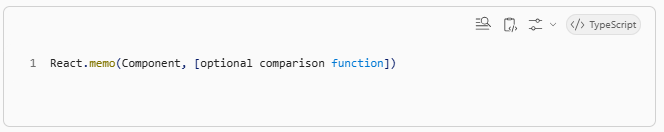 </> TypeScript
1 React.memo(Component, [optional comparison function])